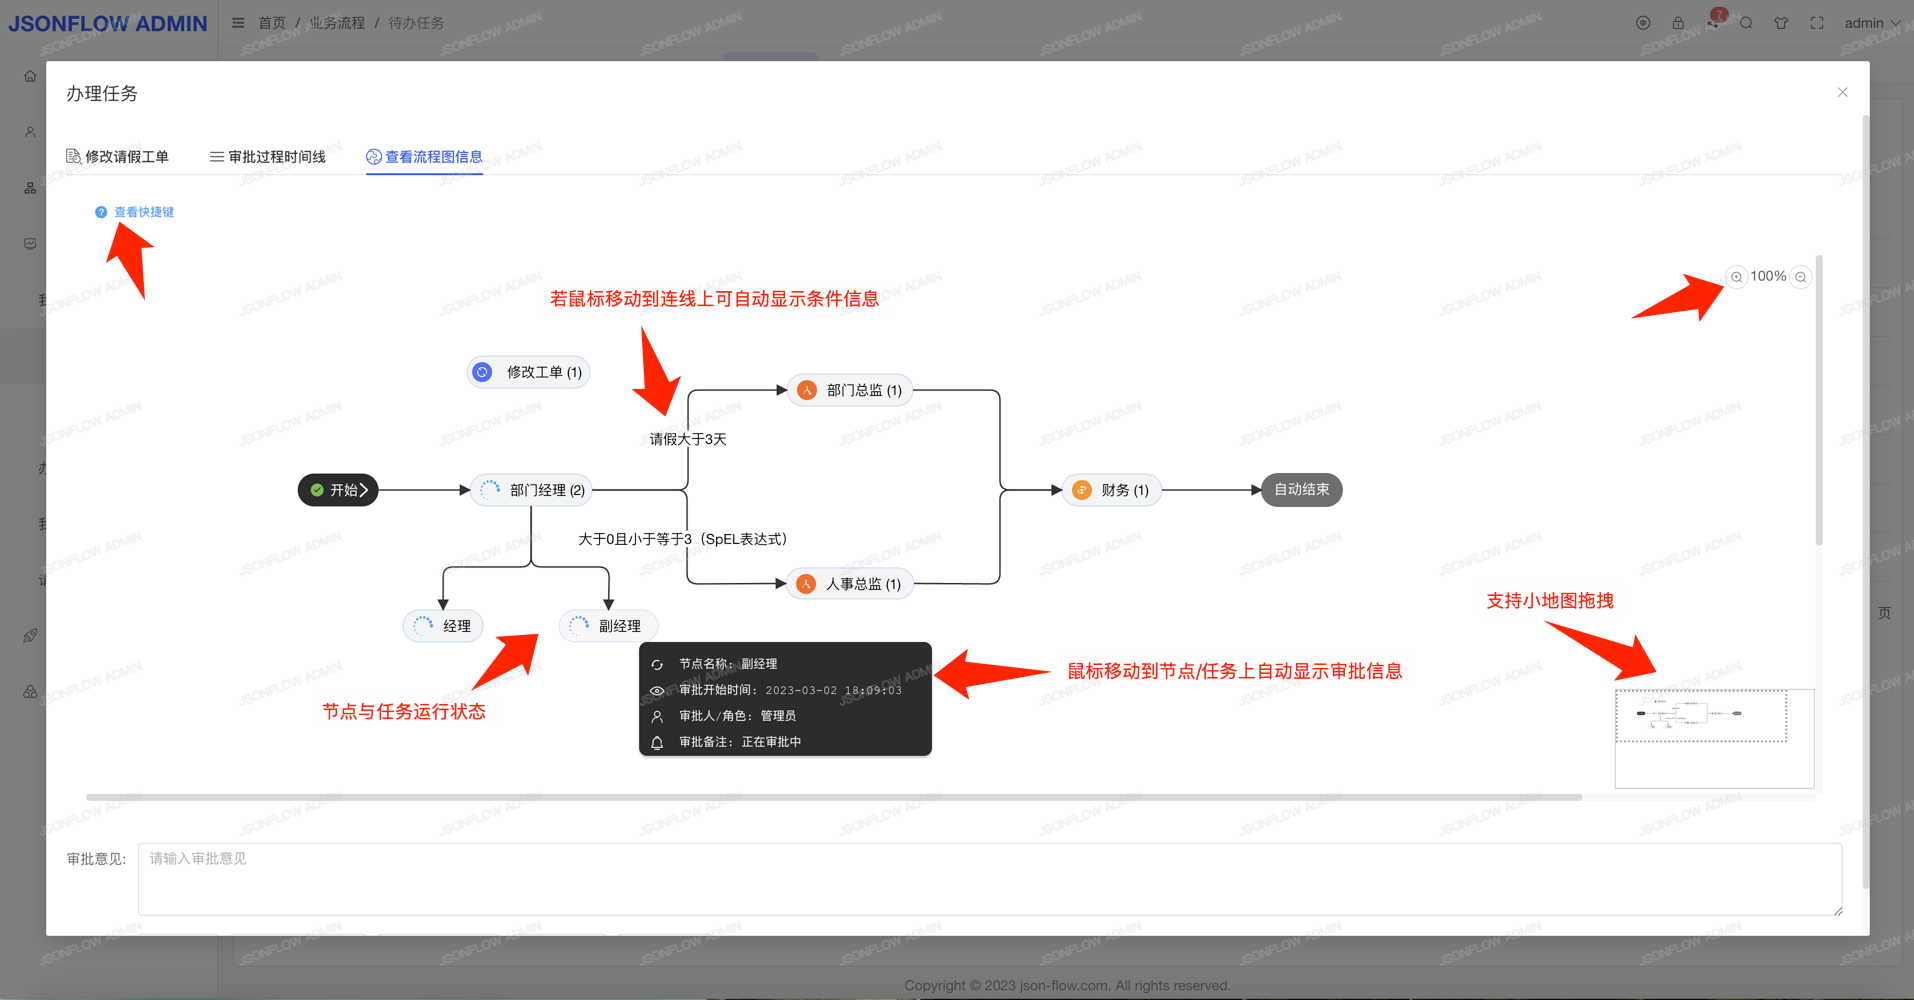 JSONFLOW ADMIN
首页 / 业务流程 / 待办任务
7
admin
办理任务
修改请假工单
审批过程时间线
查看流程图信息
查看快捷键
100%
若鼠标移动到连线上可自动显示条件信息
修改工单 (1)
部门总监 (1)
请假大于3天
开始
部门经理 (2)
财务 (1)
自动结束
大于0且小于等于3（SpEL表达式）
人事总监 (1)
经理
副经理
支持小地图拖拽
节点名称: 副经理
审批开始时间: 2023-03-02 18:09:03
审批人/角色: 管理员
审批备注: 正在审批中
鼠标移动到节点/任务上自动显示审批信息
节点与任务运行状态
页
审批意见:
请输入审批意见
Copyright © 2023 json-flow.com. All rights reserved.